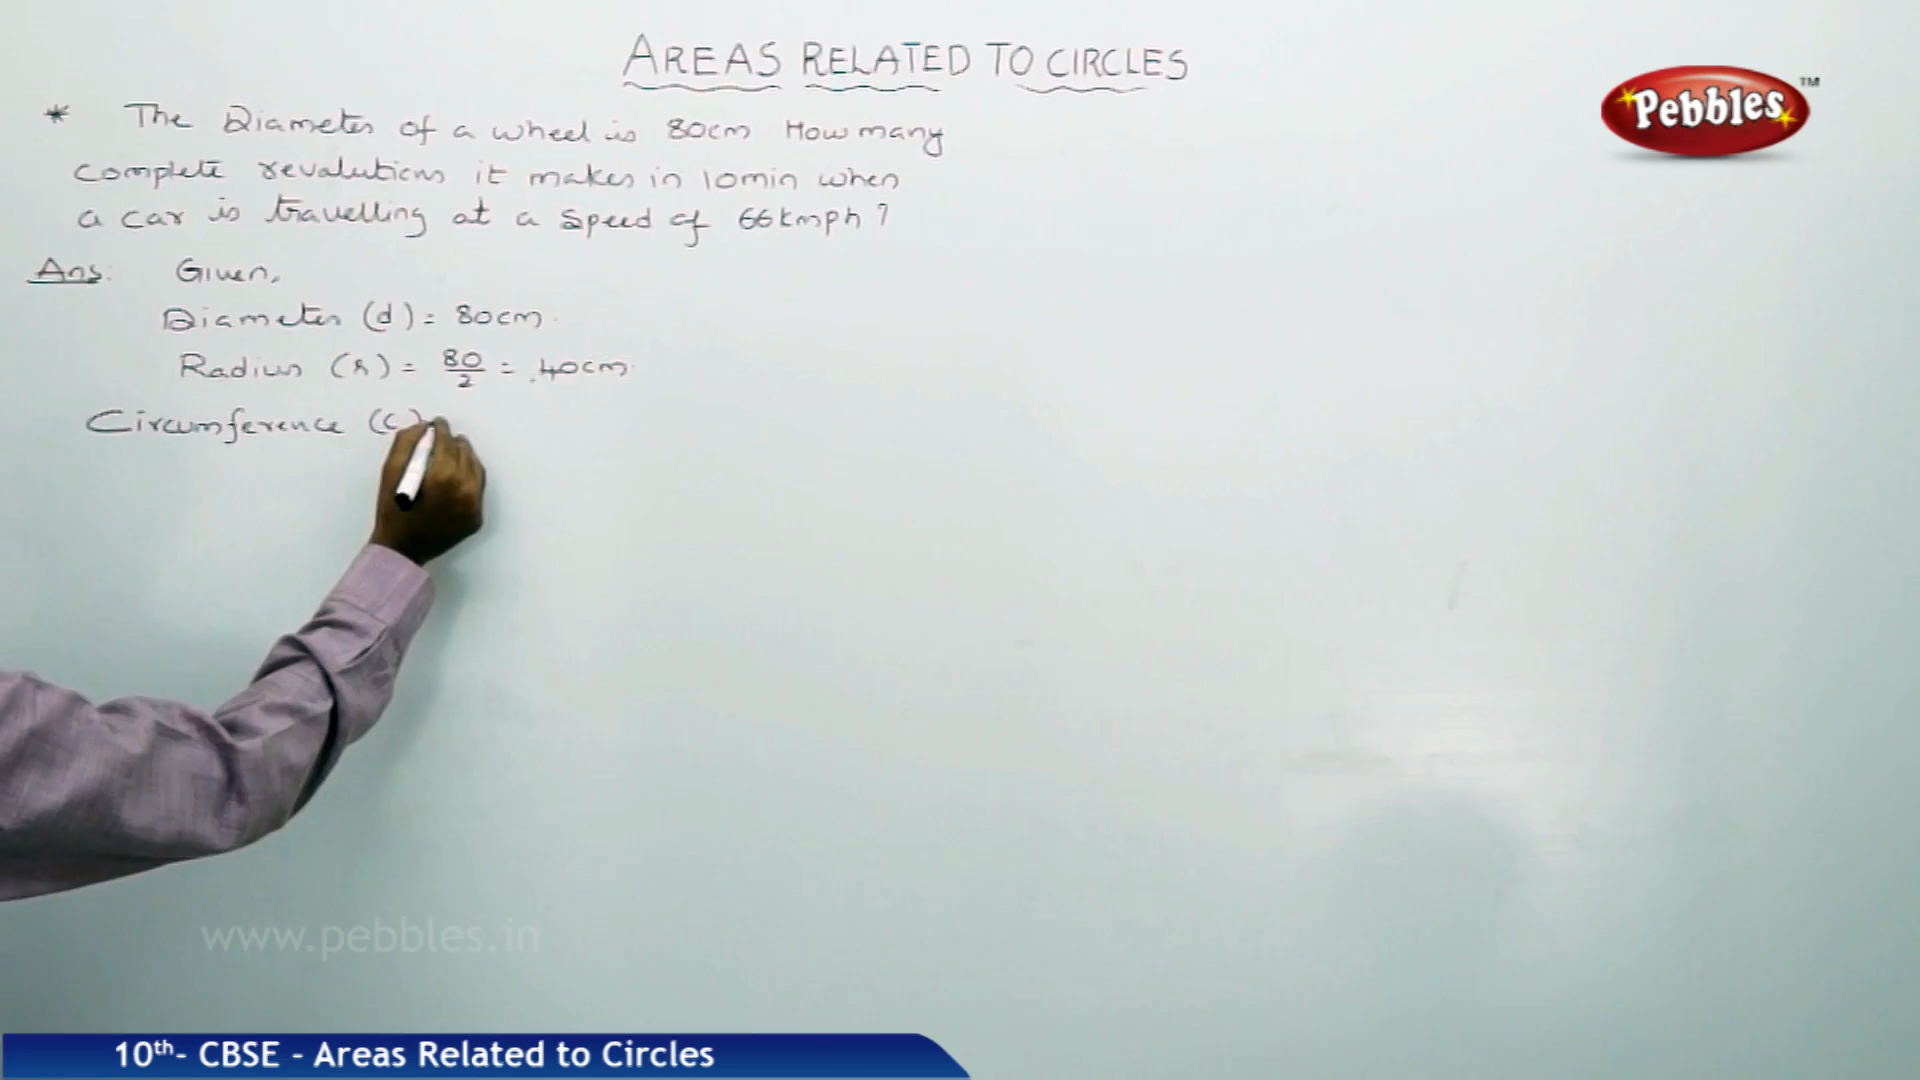 AREAS RELATED TO CIRCLES
Pebbles TM
* The Diameter of a wheel is 80cm How many
complete revalutions it makes in 10min when
a car is travelling at a speed of 66kmph?
Ans: Given,
Diameter (d) = 80cm.
Radius (r) = 80/2 = 40cm.
Circumference (C)
www.pebbles.in
10th- CBSE - Areas Related to Circles